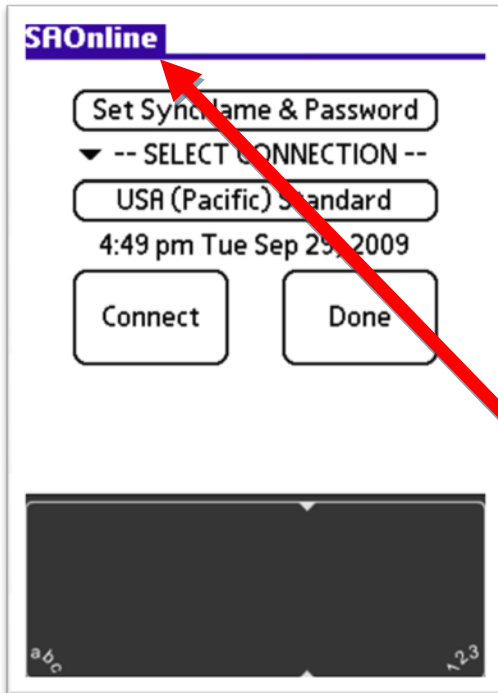 SAOnline
Set SyncName & Password
-- SELECT CONNECTION --
USA (Pacific) Standard
4:49 pm Tue Sep 29, 2009
Connect
Done
abc
123